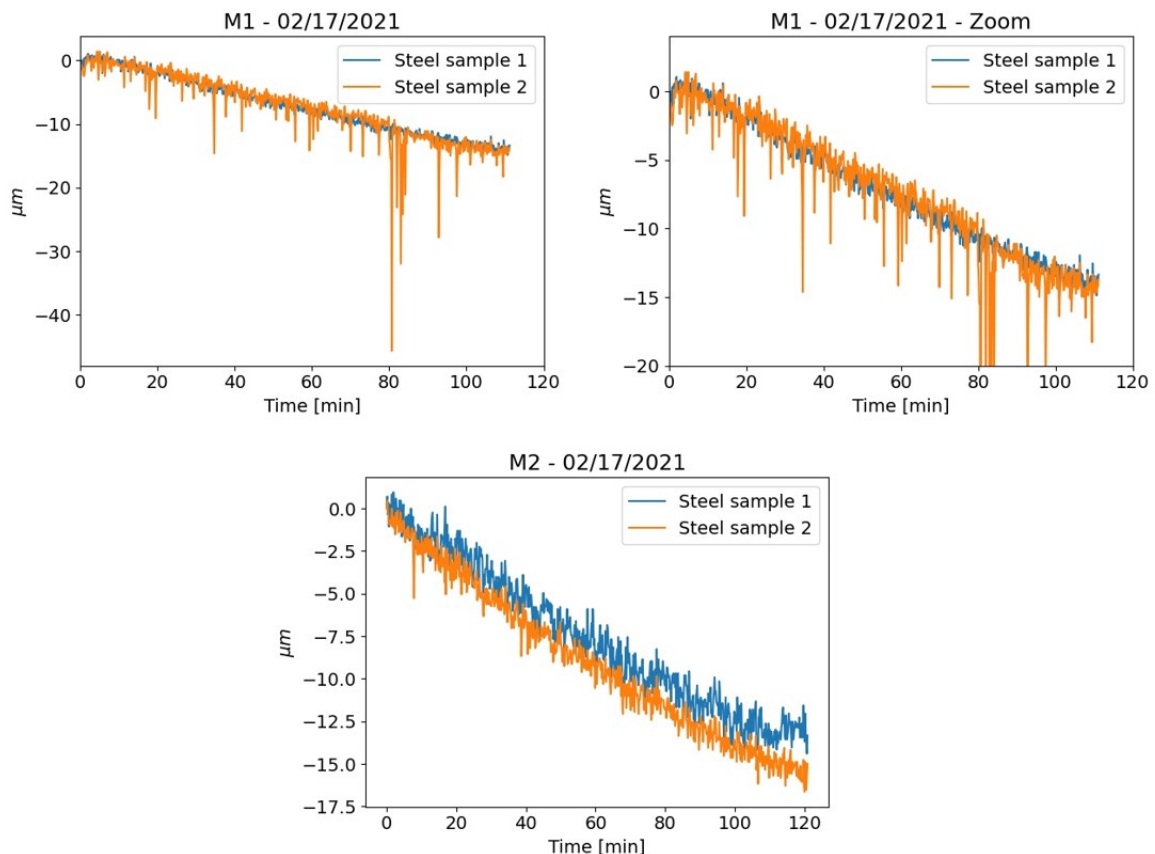 M1 - 02/17/2021
Steel sample 1
Steel sample 2
0
−10
−20
−30
−40
μm
0 20 40 60 80 100 120
Time [min]
M1 - 02/17/2021 - Zoom
Steel sample 1
Steel sample 2
0
−5
−10
−15
−20
μm
0 20 40 60 80 100 120
Time [min]
M2 - 02/17/2021
Steel sample 1
Steel sample 2
0.0
−2.5
−5.0
−7.5
−10.0
−12.5
−15.0
−17.5
μm
0 20 40 60 80 100 120
Time [min]